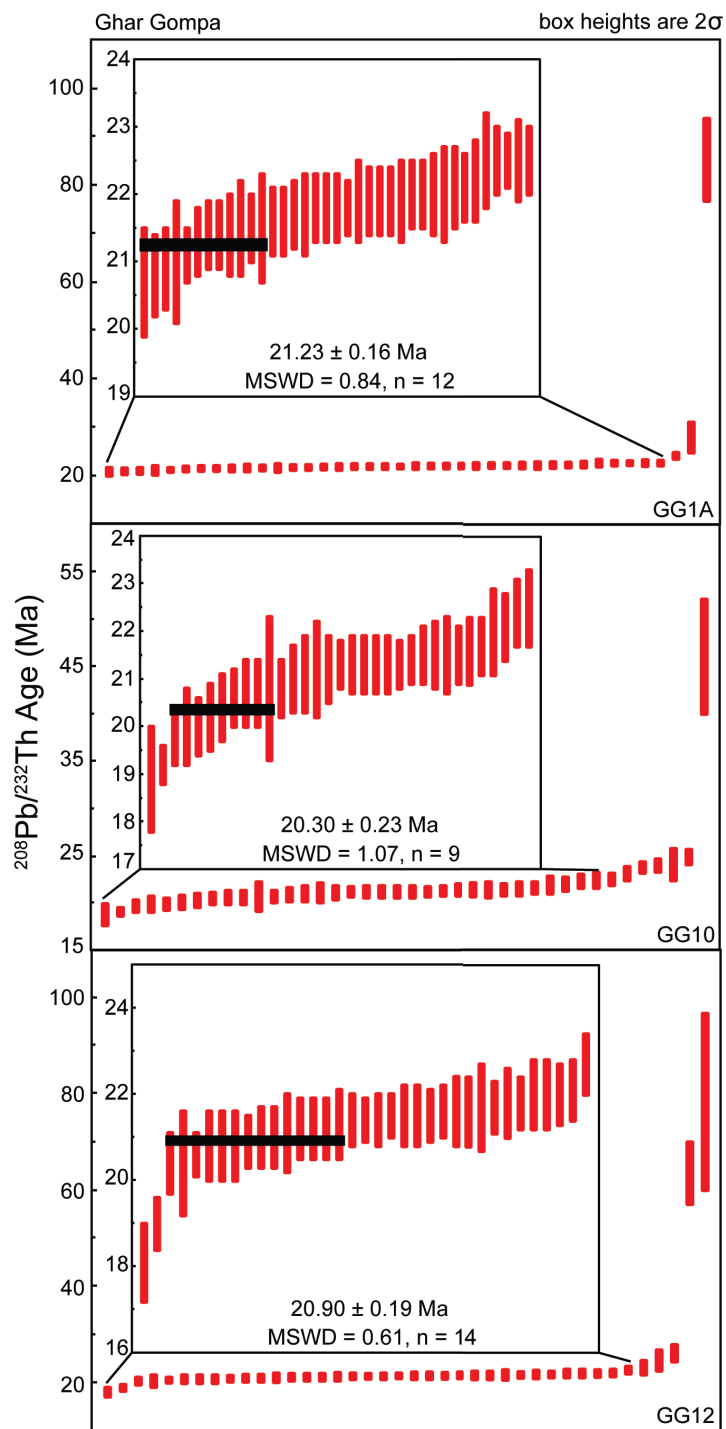 Ghar Gompa
box heights are 2σ
²⁰⁸Pb/²³²Th Age (Ma)
100
80
60
40
20
24
23
22
21
20
19
21.23 ± 0.16 Ma
MSWD = 0.84, n = 12
GG1A
55
45
35
25
15
24
23
22
21
20
19
18
17
20.30 ± 0.23 Ma
MSWD = 1.07, n = 9
GG10
100
80
60
40
20
24
22
20
18
16
20.90 ± 0.19 Ma
MSWD = 0.61, n = 14
GG12